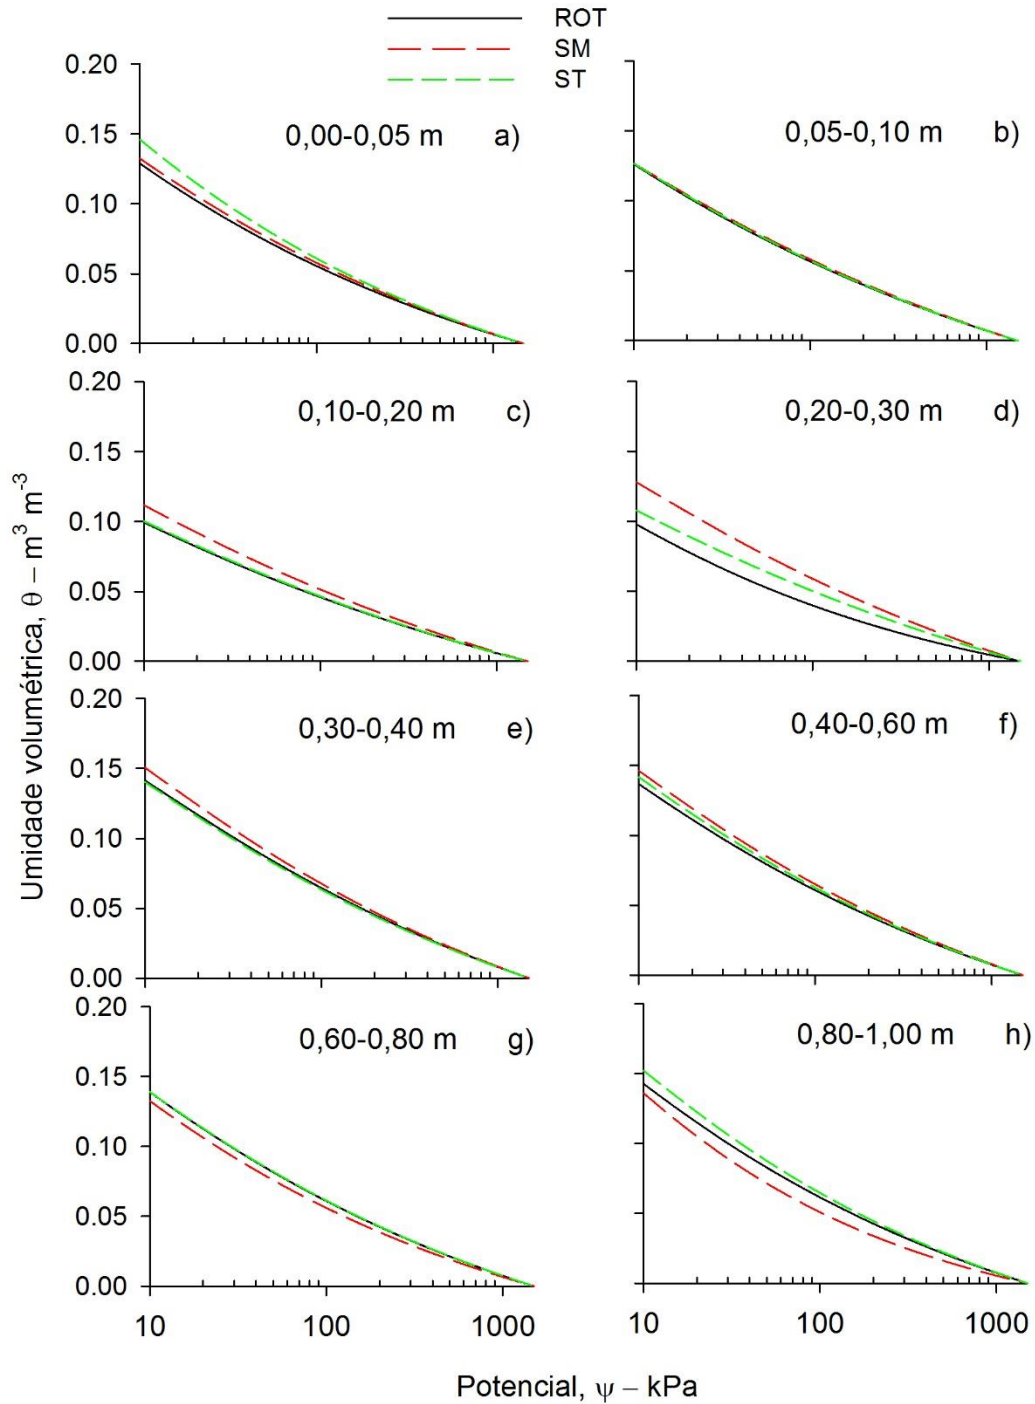 ROT
SM
ST
0,00-0,05 m a)
0.20
0.15
0.10
0.05
0.00
0,05-0,10 m b)
0,10-0,20 m c)
0.20
0.15
0.10
0.05
0.00
0,20-0,30 m d)
0,30-0,40 m e)
0.20
0.15
0.10
0.05
0.00
0,40-0,60 m f)
0,60-0,80 m g)
0.20
0.15
0.10
0.05
0.00
10 100 1000
0,80-1,00 m h)
10 100 1000
Umidade volumétrica, θ – m³ m⁻³
Potencial, ψ – kPa